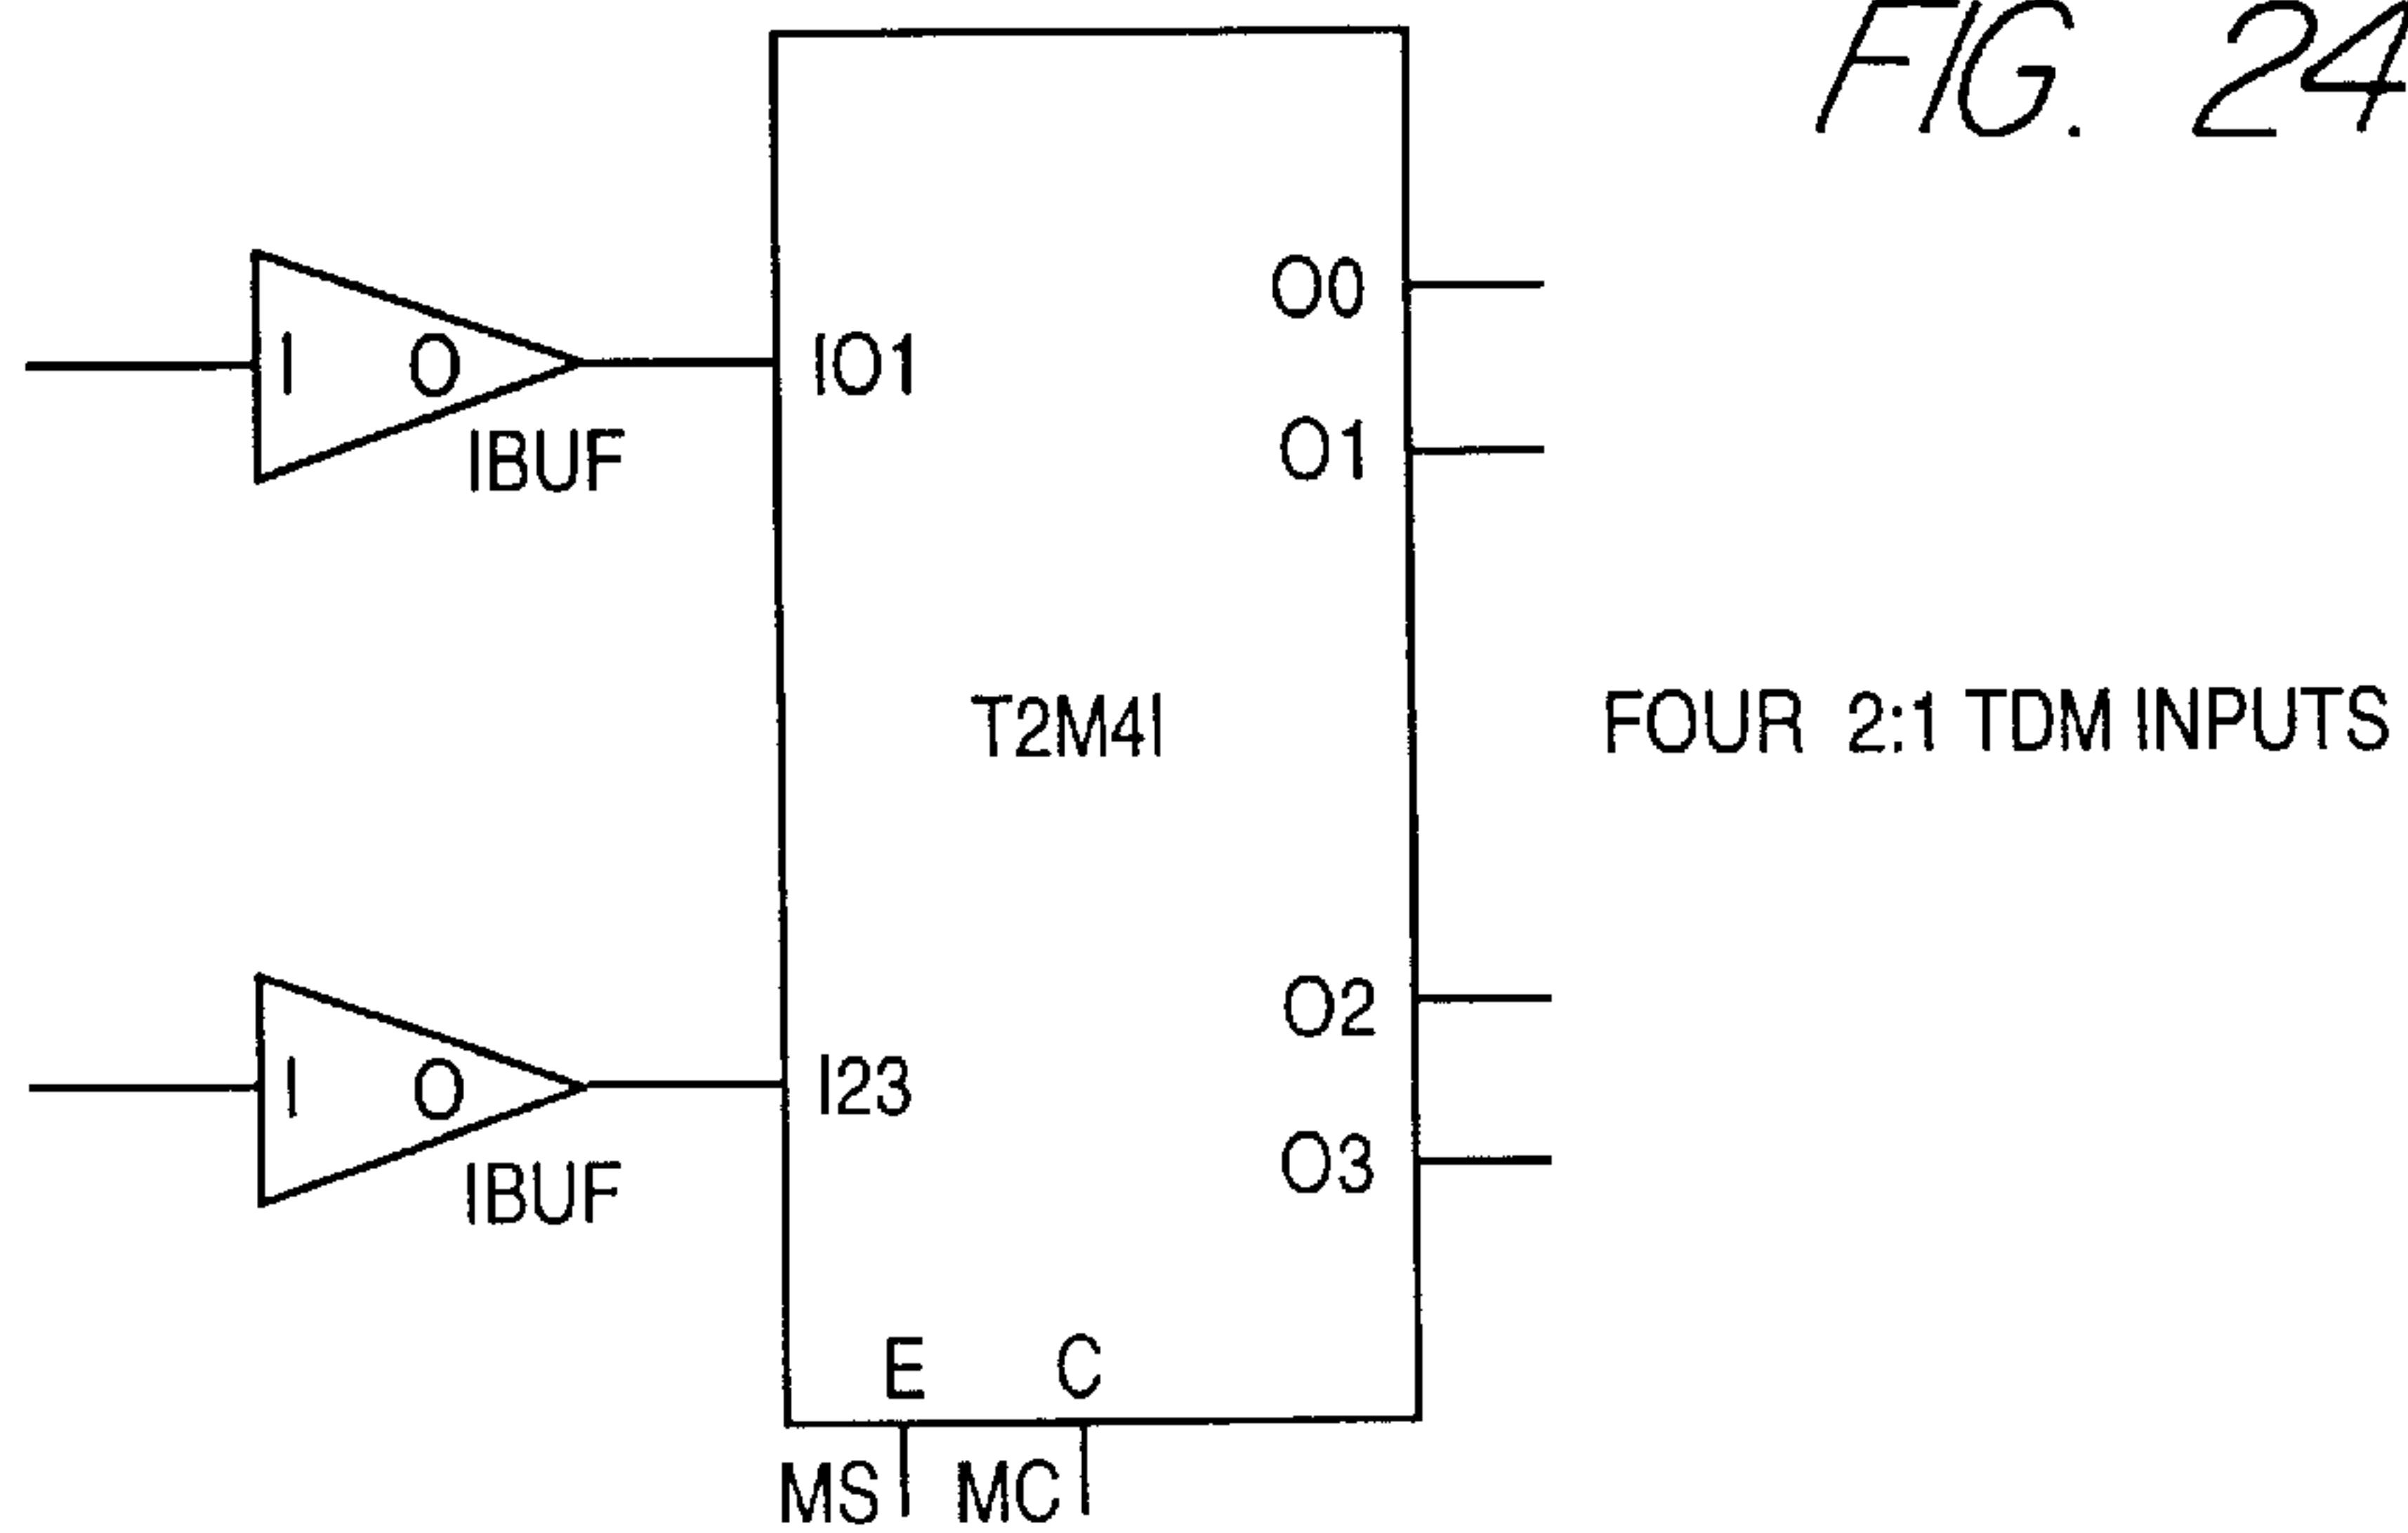 FIG. 24
O0
I O
IO1
O1
IBUF
T2M4I
FOUR 2:1 TDM INPUTS
O2
I O
I23
O3
IBUF
E C
MS MC